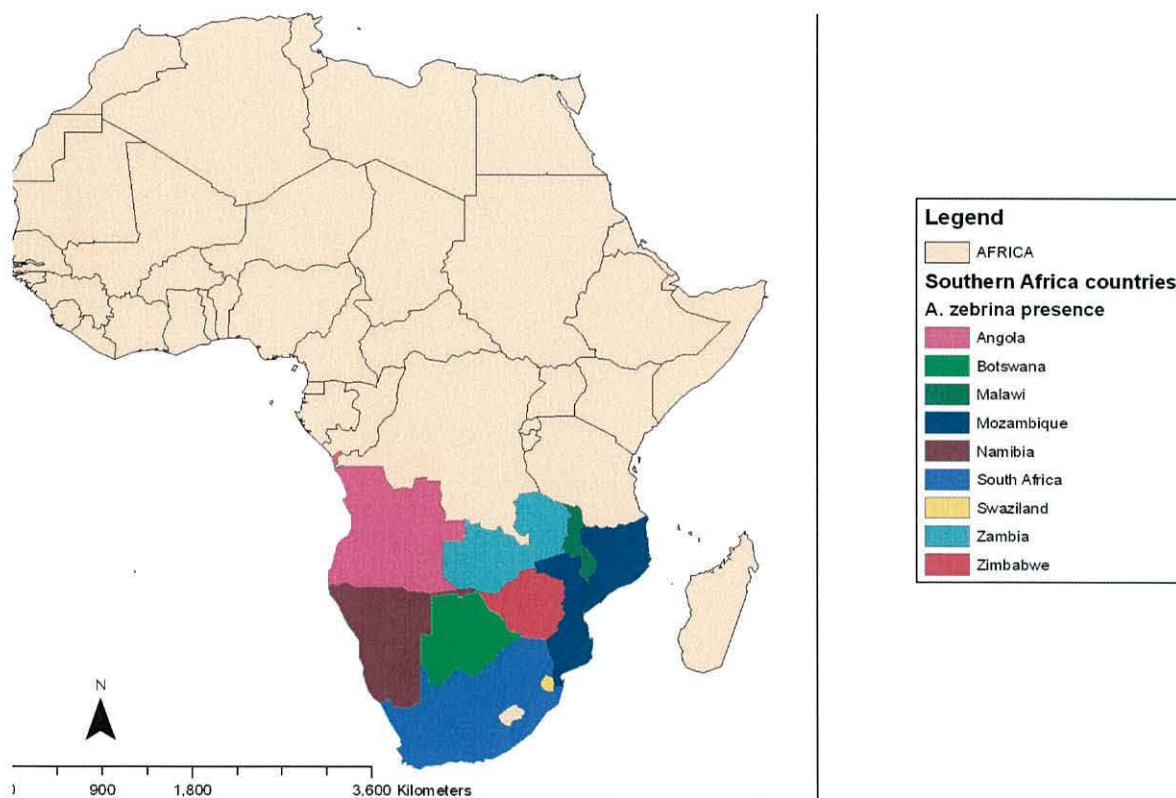 Legend
AFRICA
Southern Africa countries
A. zebrina presence
Angola
Botswana
Malawi
Mozambique
Namibia
South Africa
Swaziland
Zambia
Zimbabwe
N
900 1,800 3,600 Kilometers